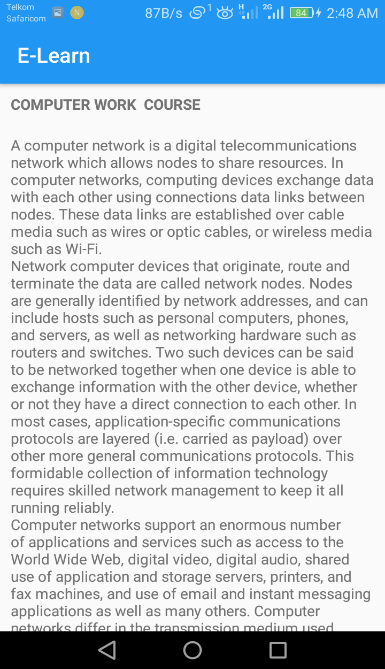 Telkom
Safaricom
87B/s
1
H
2G
84
2:48 AM
E-Learn
COMPUTER WORK COURSE
A computer network is a digital telecommunications
network which allows nodes to share resources. In
computer networks, computing devices exchange data
with each other using connections data links between
nodes. These data links are established over cable
media such as wires or optic cables, or wireless media
such as Wi-Fi.
Network computer devices that originate, route and
terminate the data are called network nodes. Nodes
are generally identified by network addresses, and can
include hosts such as personal computers, phones,
and servers, as well as networking hardware such as
routers and switches. Two such devices can be said
to be networked together when one device is able to
exchange information with the other device, whether
or not they have a direct connection to each other. In
most cases, application-specific communications
protocols are layered (i.e. carried as payload) over
other more general communications protocols. This
formidable collection of information technology
requires skilled network management to keep it all
running reliably.
Computer networks support an enormous number
of applications and services such as access to the
World Wide Web, digital video, digital audio, shared
use of application and storage servers, printers, and
fax machines, and use of email and instant messaging
applications as well as many others. Computer
networks differ in the transmission medium used